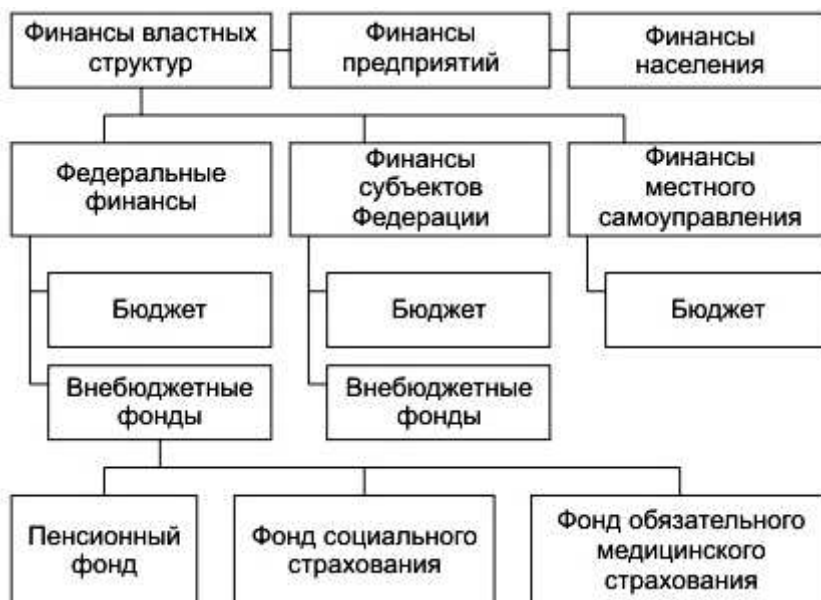 Финансы властных
структур
Финансы
предприятий
Финансы
населения
Федеральные
финансы
Финансы
субъектов
Федерации
Финансы
местного
самоуправления
Бюджет
Бюджет
Бюджет
Внебюджетные
фонды
Внебюджетные
фонды
Пенсионный
фонд
Фонд социального
страхования
Фонд обязательного
медицинского
страхования